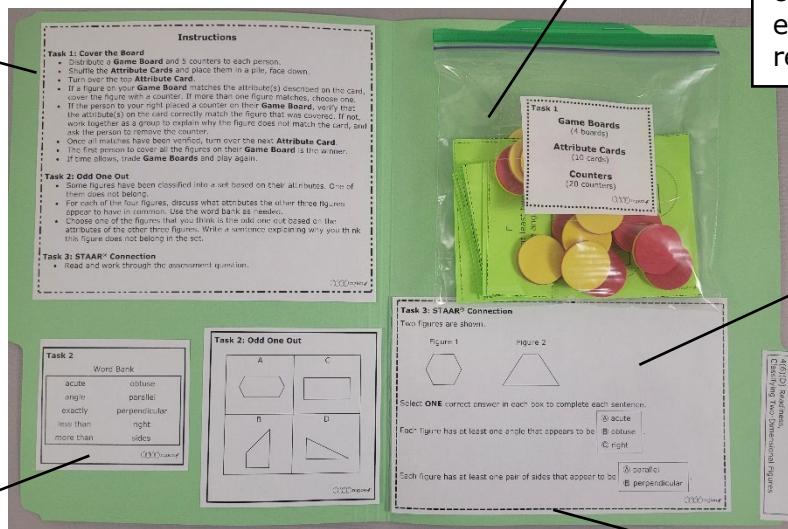 Instructions
Task 1: Cover the Board
• Distribute a Game Board and 5 counters to each person.
• Shuffle the Attribute Cards and place them in a pile, face down.
• Turn over the top Attribute Card.
• If a figure on your Game Board matches the attribute(s) described on the card,
cover the figure with a counter. If more than one figure matches, choose one.
• If the person to your right placed a counter on their Game Board, verify that
the attribute(s) on the card correctly match the figure that was covered. If not,
work together as a group to explain why the figure does not match the card, and
ask the person to remove the counter.
• Once all matches have been verified, turn over the next Attribute Card.
• The first person to cover all the figures on their Game Board is the winner.
• If time allows, trade Game Boards and play again.
Task 2: Odd One Out
• Some figures have been classified into a set based on their attributes. One of
them does not belong.
• For each of the four figures, discuss what attributes the other three figures
appear to have in common. Use the word bank as needed.
• Choose one of the figures that you think is the odd one out based on the
attributes of the other three figures. Write a sentence explaining why you think
this figure does not belong in the set.
Task 3: STAAR® Connection
• Read and work through the assessment question.
Task 1
Game Boards
(4 boards)
Attribute Cards
(10 cards)
Counters
(20 counters)
Task 2
Word Bank
acute obtuse
angle parallel
exactly perpendicular
less than right
more than sides
Task 2: Odd One Out
A C
B D
Task 3: STAAR® Connection
Two figures are shown.
Figure 1 Figure 2
Select ONE correct answer in each box to complete each sentence.
Each figure has at least one angle that appears to be
A acute
B obtuse
C right
.
Each figure has at least one pair of sides that appear to be
A parallel
B perpendicular
.
4(6)(D) Readiness,
Classifying Two-Dimensional Figures